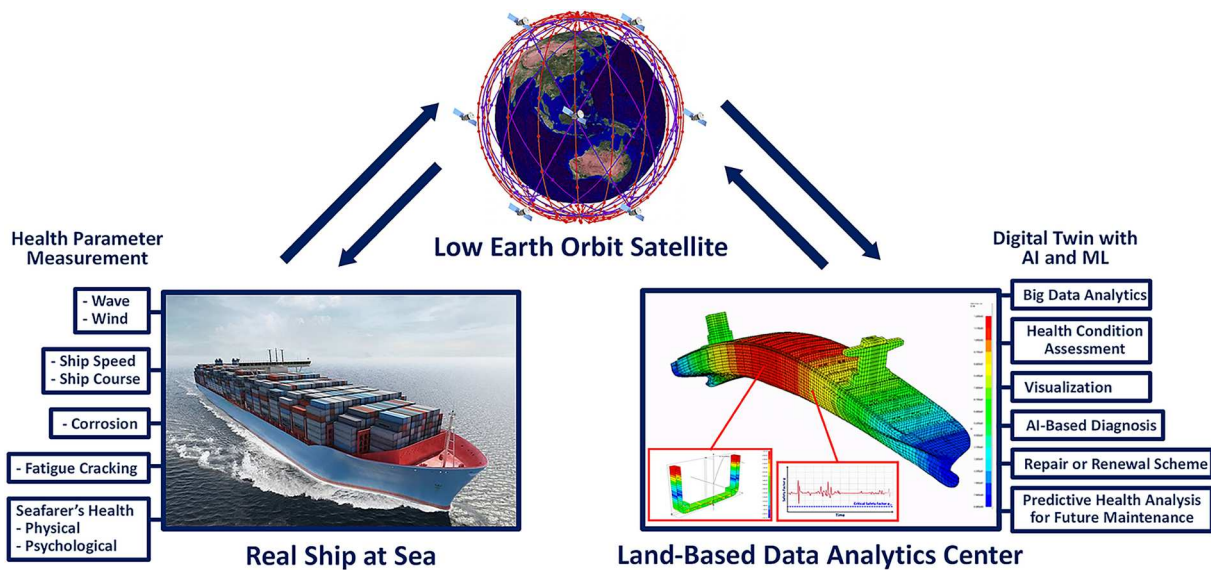 Low Earth Orbit Satellite
Health Parameter
Measurement
- Wave
- Wind
- Ship Speed
- Ship Course
- Corrosion
- Fatigue Cracking
Seafarer's Health
- Physical
- Psychological
Real Ship at Sea
Digital Twin with
AI and ML
Big Data Analytics
Health Condition
Assessment
Visualization
AI-Based Diagnosis
Repair or Renewal Scheme
Predictive Health Analysis
for Future Maintenance
Time
Land-Based Data Analytics Center